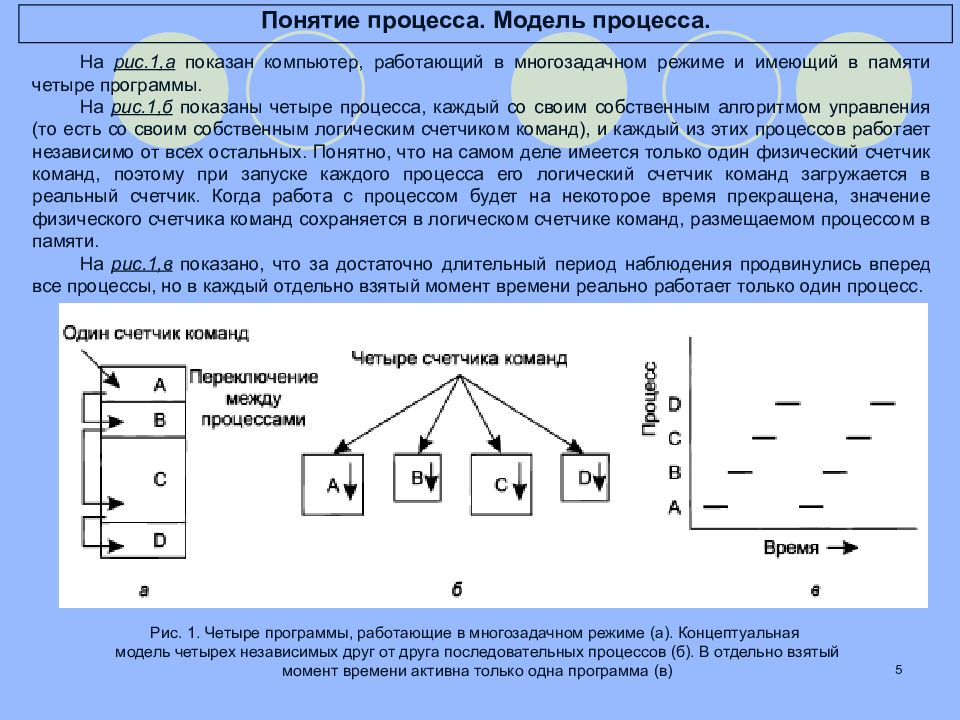 Понятие процесса. Модель процесса.
На рис.1,а показан компьютер, работающий в многозадачном режиме и имеющий в памяти
четыре программы.
На рис.1,б показаны четыре процесса, каждый со своим собственным алгоритмом управления
(то есть со своим собственным логическим счетчиком команд), и каждый из этих процессов работает
независимо от всех остальных. Понятно, что на самом деле имеется только один физический счетчик
команд, поэтому при запуске каждого процесса его логический счетчик команд загружается в
реальный счетчик. Когда работа с процессом будет на некоторое время прекращена, значение
физического счетчика команд сохраняется в логическом счетчике команд, размещаемом процессом в
памяти.
На рис.1,в показано, что за достаточно длительный период наблюдения продвинулись вперед
все процессы, но в каждый отдельно взятый момент времени реально работает только один процесс.
Один счетчик команд
A
B
C
D
Переключение
между
процессами
а
Четыре счетчика команд
A
B
C
D
б
Процесс
D
C
B
A
Время
в
Рис. 1. Четыре программы, работающие в многозадачном режиме (а). Концептуальная
модель четырех независимых друг от друга последовательных процессов (б). В отдельно взятый
момент времени активна только одна программа (в)
5